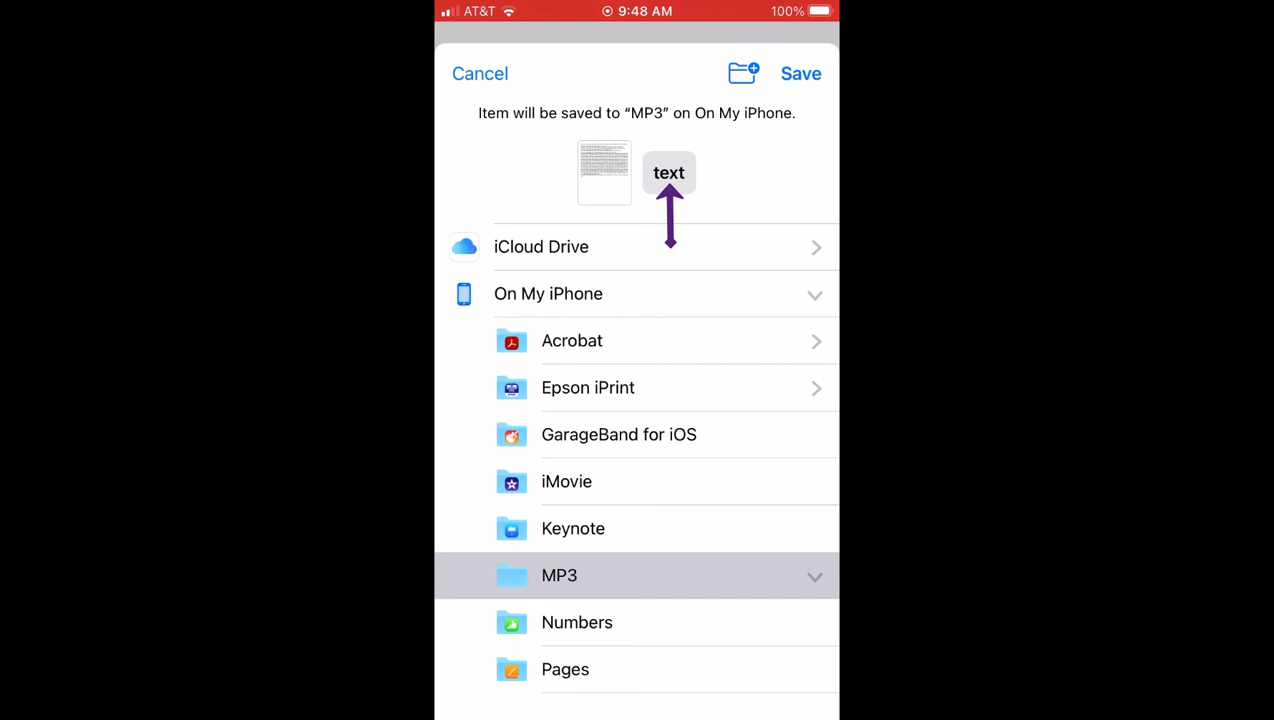 AT&T 9:48 AM 100%
Cancel Save
Item will be saved to “MP3” on On My iPhone.
text
iCloud Drive
On My iPhone
Acrobat
Epson iPrint
GarageBand for iOS
iMovie
Keynote
MP3
Numbers
Pages